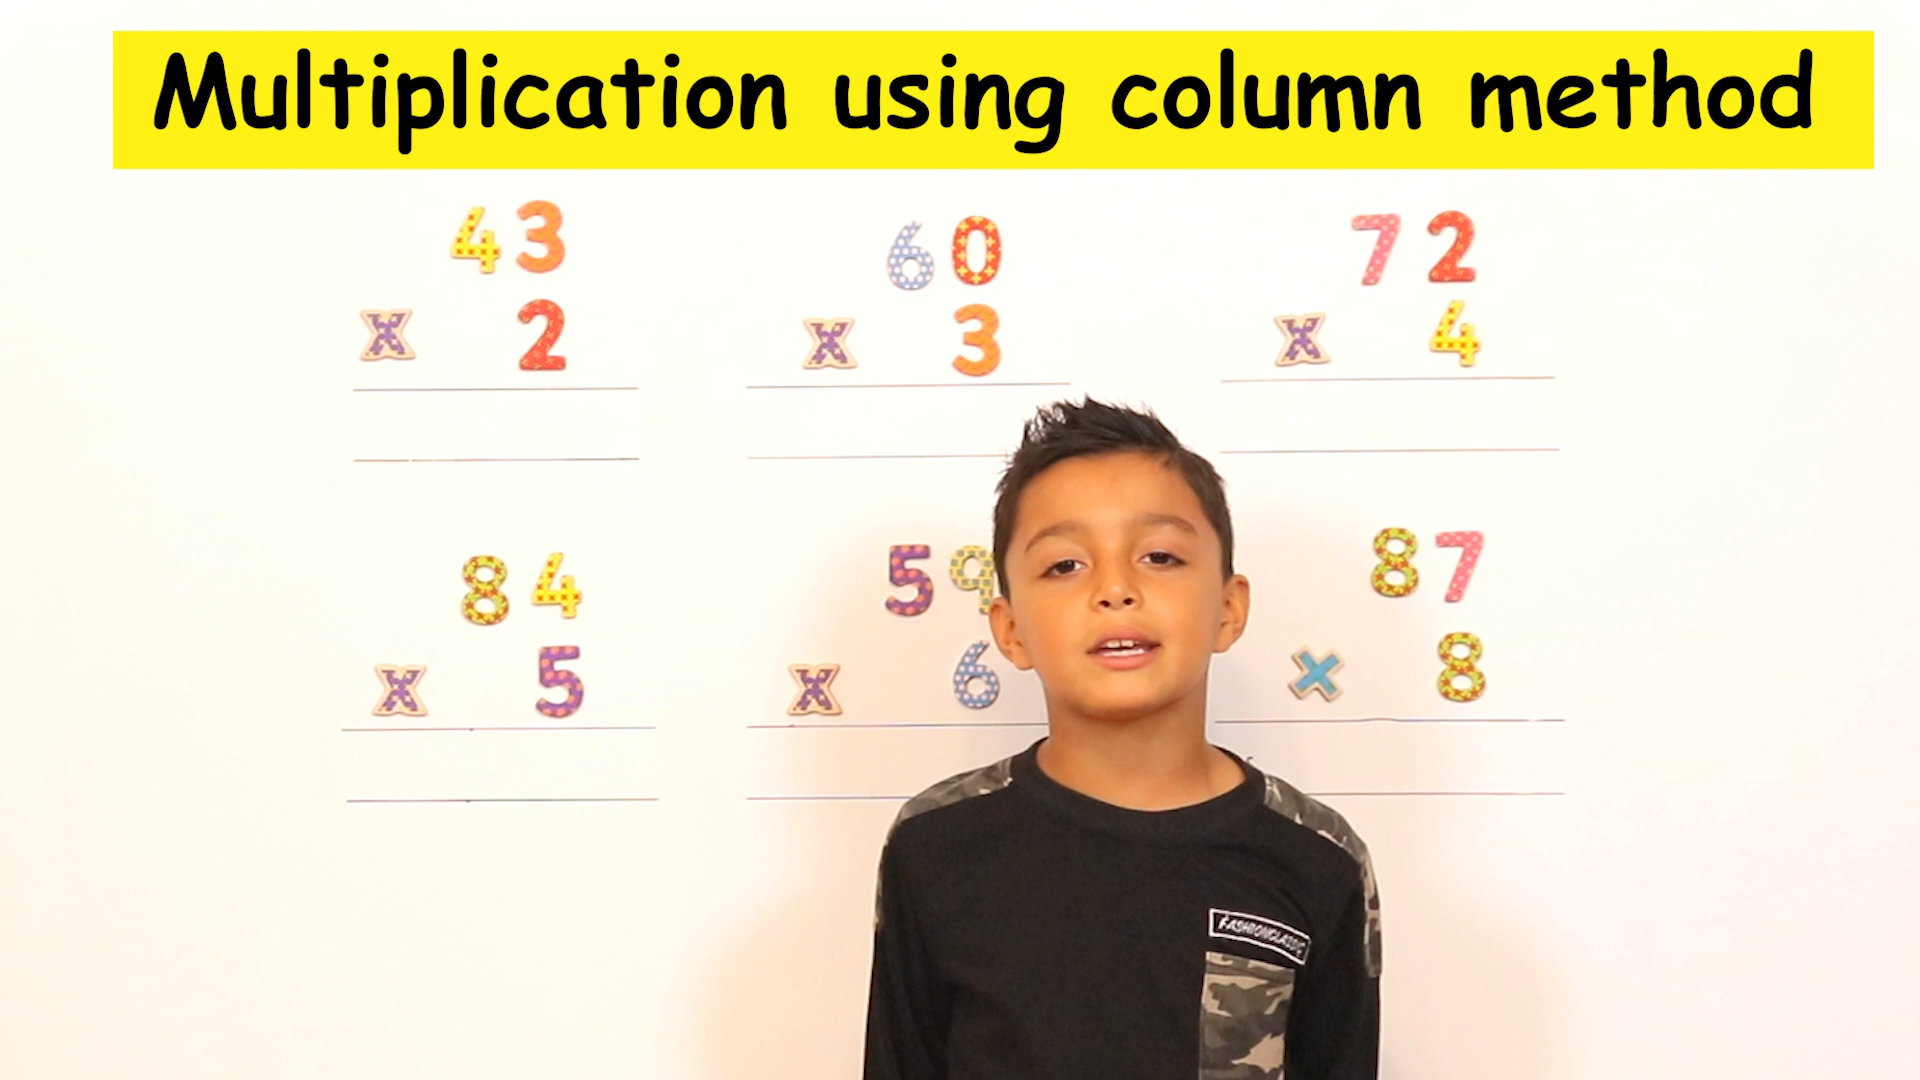 Multiplication using column method
43
x 2
60
x 3
72
x 4
84
x 5
59
x 6
87
x 8
FASHIONCLASSIC